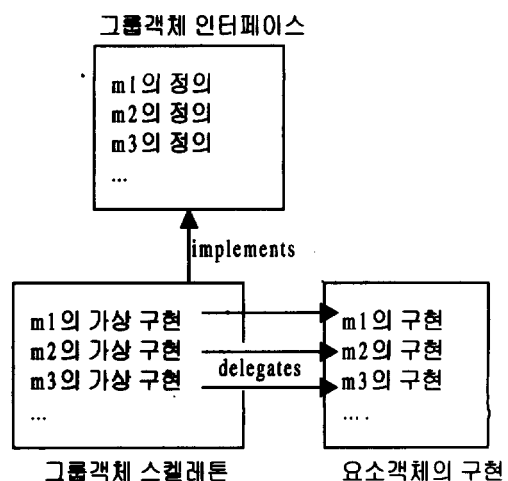 그룹객체 인터페이스
m1의 정의
m2의 정의
m3의 정의
...
implements
m1의 가상 구현
m2의 가상 구현
m3의 가상 구현
...
delegates
m1의 구현
m2의 구현
m3의 구현
....
그룹객체 스켈레톤
요소객체의 구현